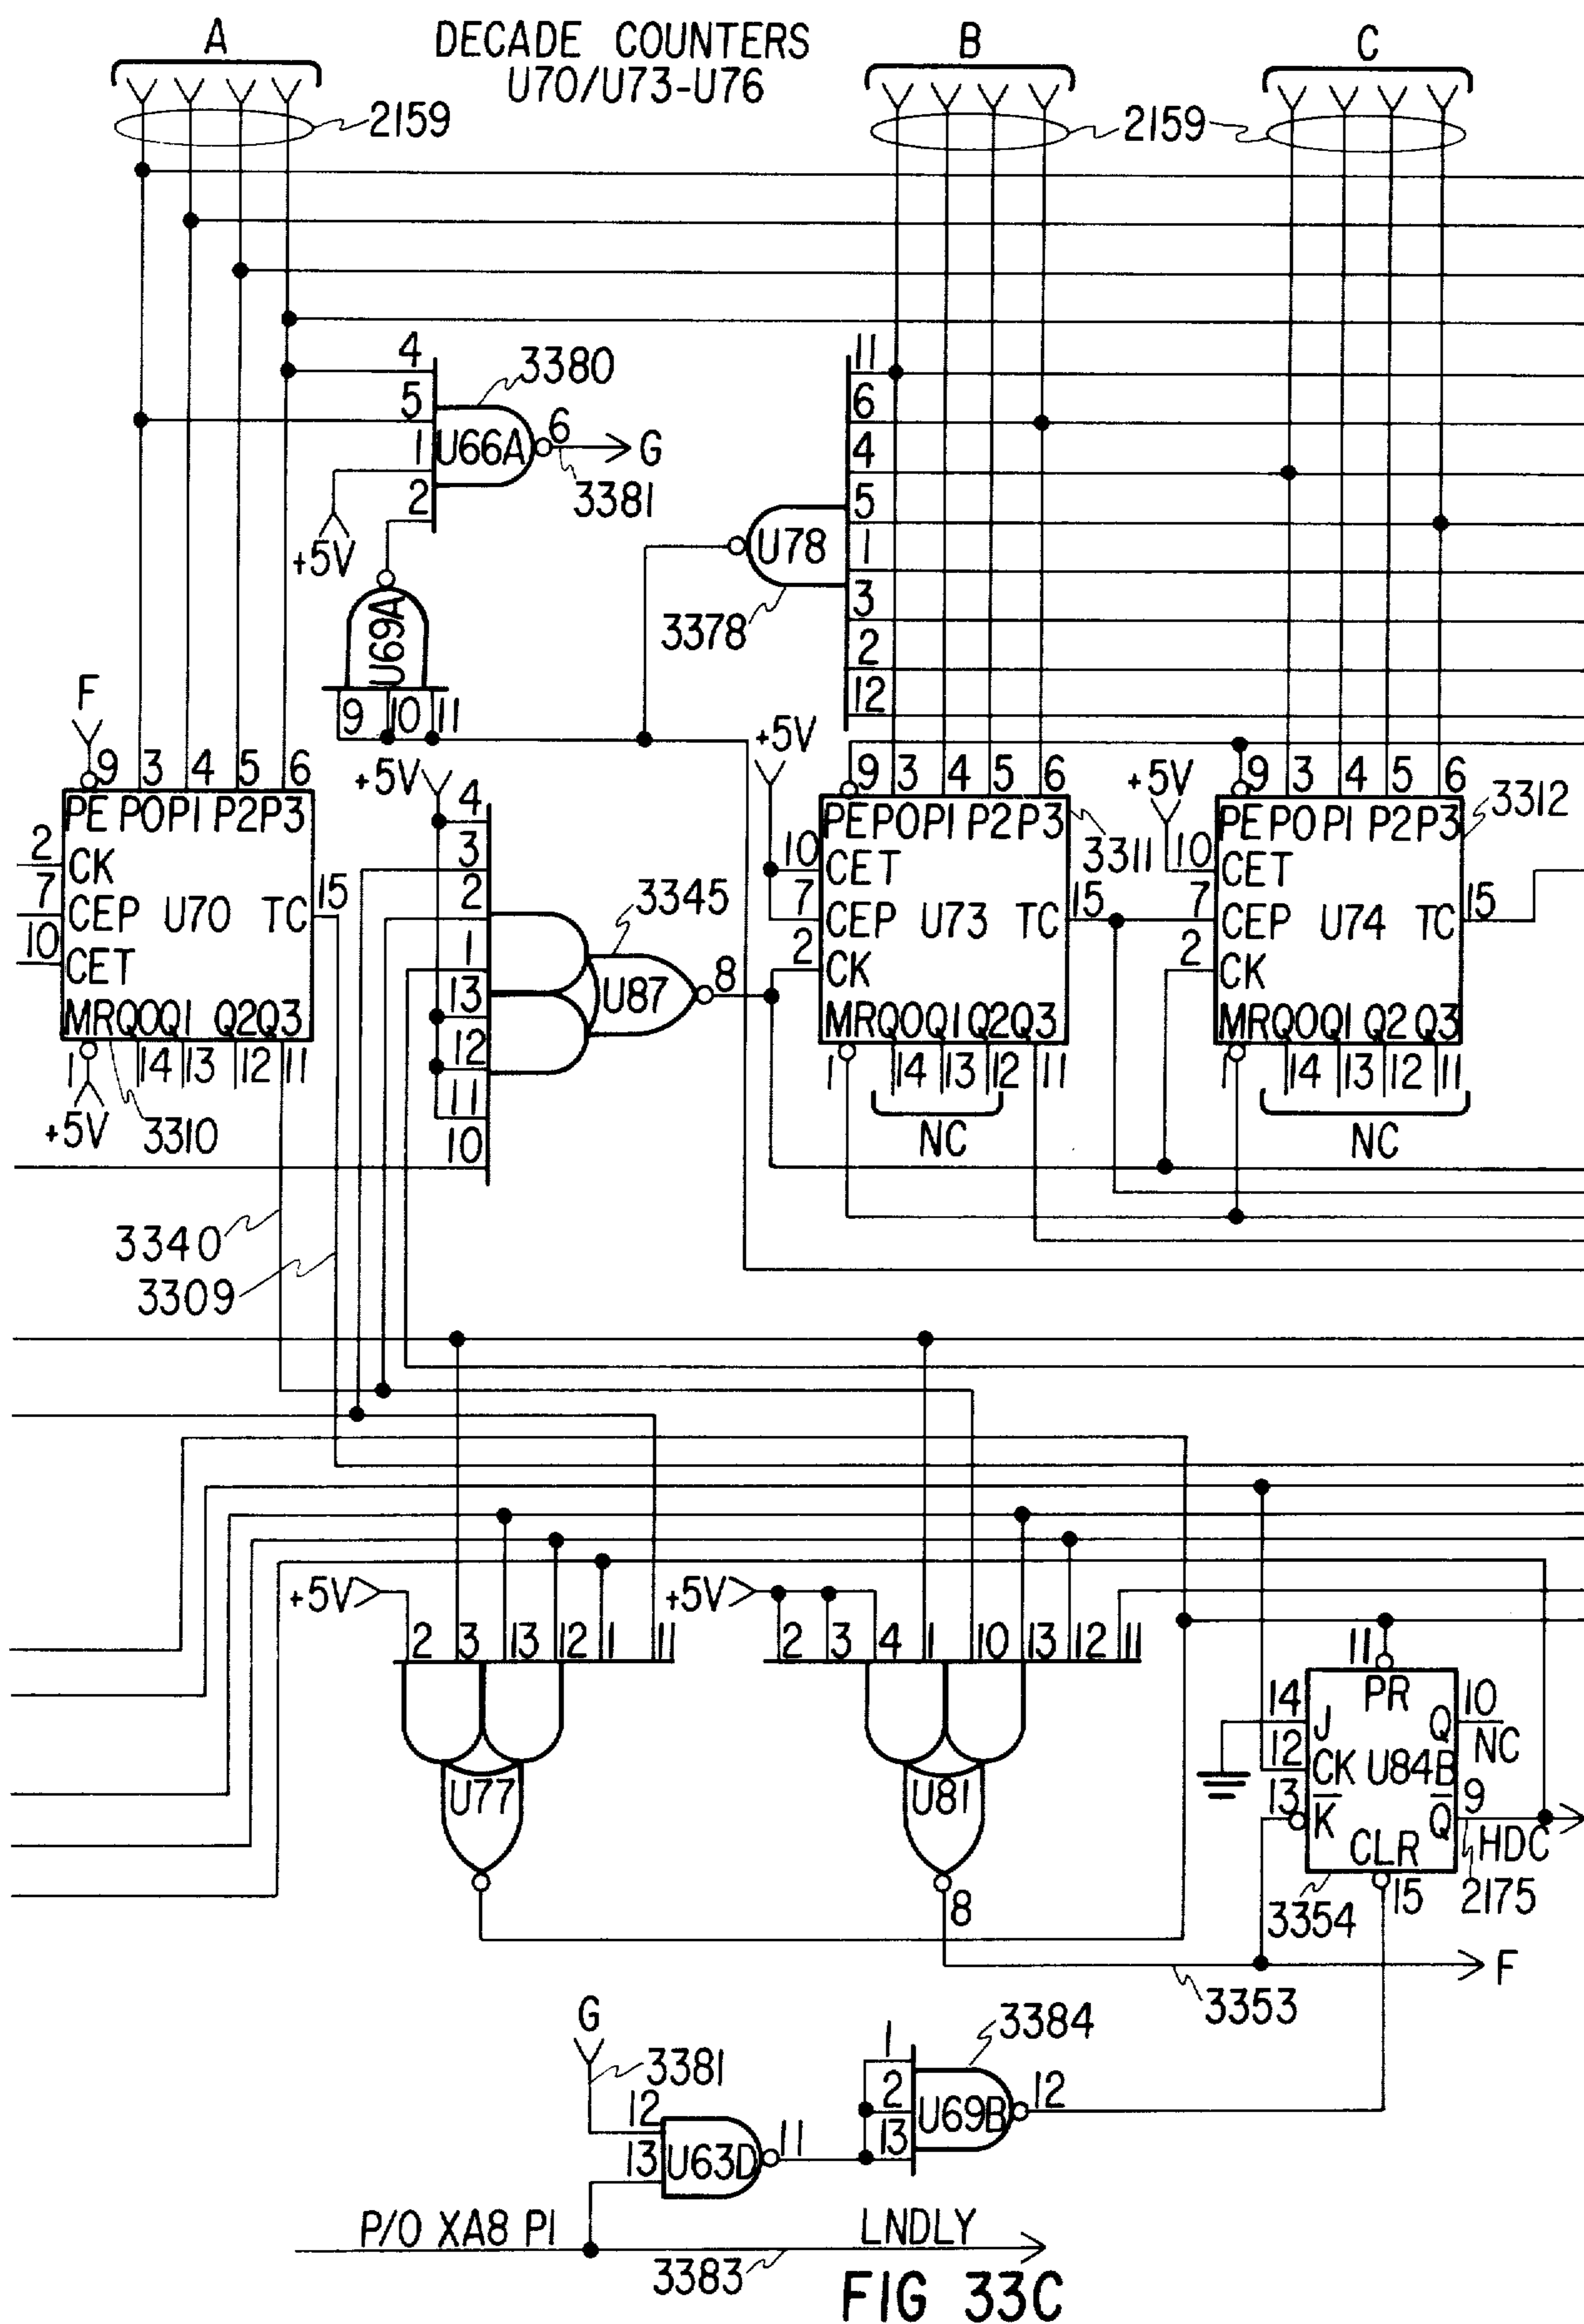 A DECADE COUNTERS B C
U70/U73-U76
2159 2159
4 3380 11
5 6
1 U66A 6 G 4
2 3381 5
+5V U78 1
U69A 3378 3
2
F 9 10 11 12
+5V
9 3 4 5 6 +5V 9 3 4 5 6 +5V 9 3 4 5 6
PE P0 P1 P2 P3 4 PE P0 P1 P2 P3 3311 PE P0 P1 P2 P3 3312
2 CK 3 10 CET 10 CET
7 CEP U70 TC 15 2 3345 7 CEP U73 TC 15 7 CEP U74 TC 15
10 CET 1 U87 8 2 CK 2 CK
MR Q0 Q1 Q2 Q3 13 MR Q0 Q1 Q2 Q3 MR Q0 Q1 Q2 Q3
1 14 13 12 11 12 1 14 13 12 11 1 14 13 12 11
+5V 3310 11 NC NC
10
3340
3309
+5V +5V
2 3 13 12 1 11 2 3 4 1 10 13 12 11
11
PR
14 J Q 10 NC
12 CK U84B
U77 U81 13 K̅ Q̅ 9 HDC
CLR
8 3354 15 2175
F
3353
G 3384
3381 1
12 2 U69B 12
13 U63D 11 13
P/O XA8 P1 LNDLY
3383
FIG 33C